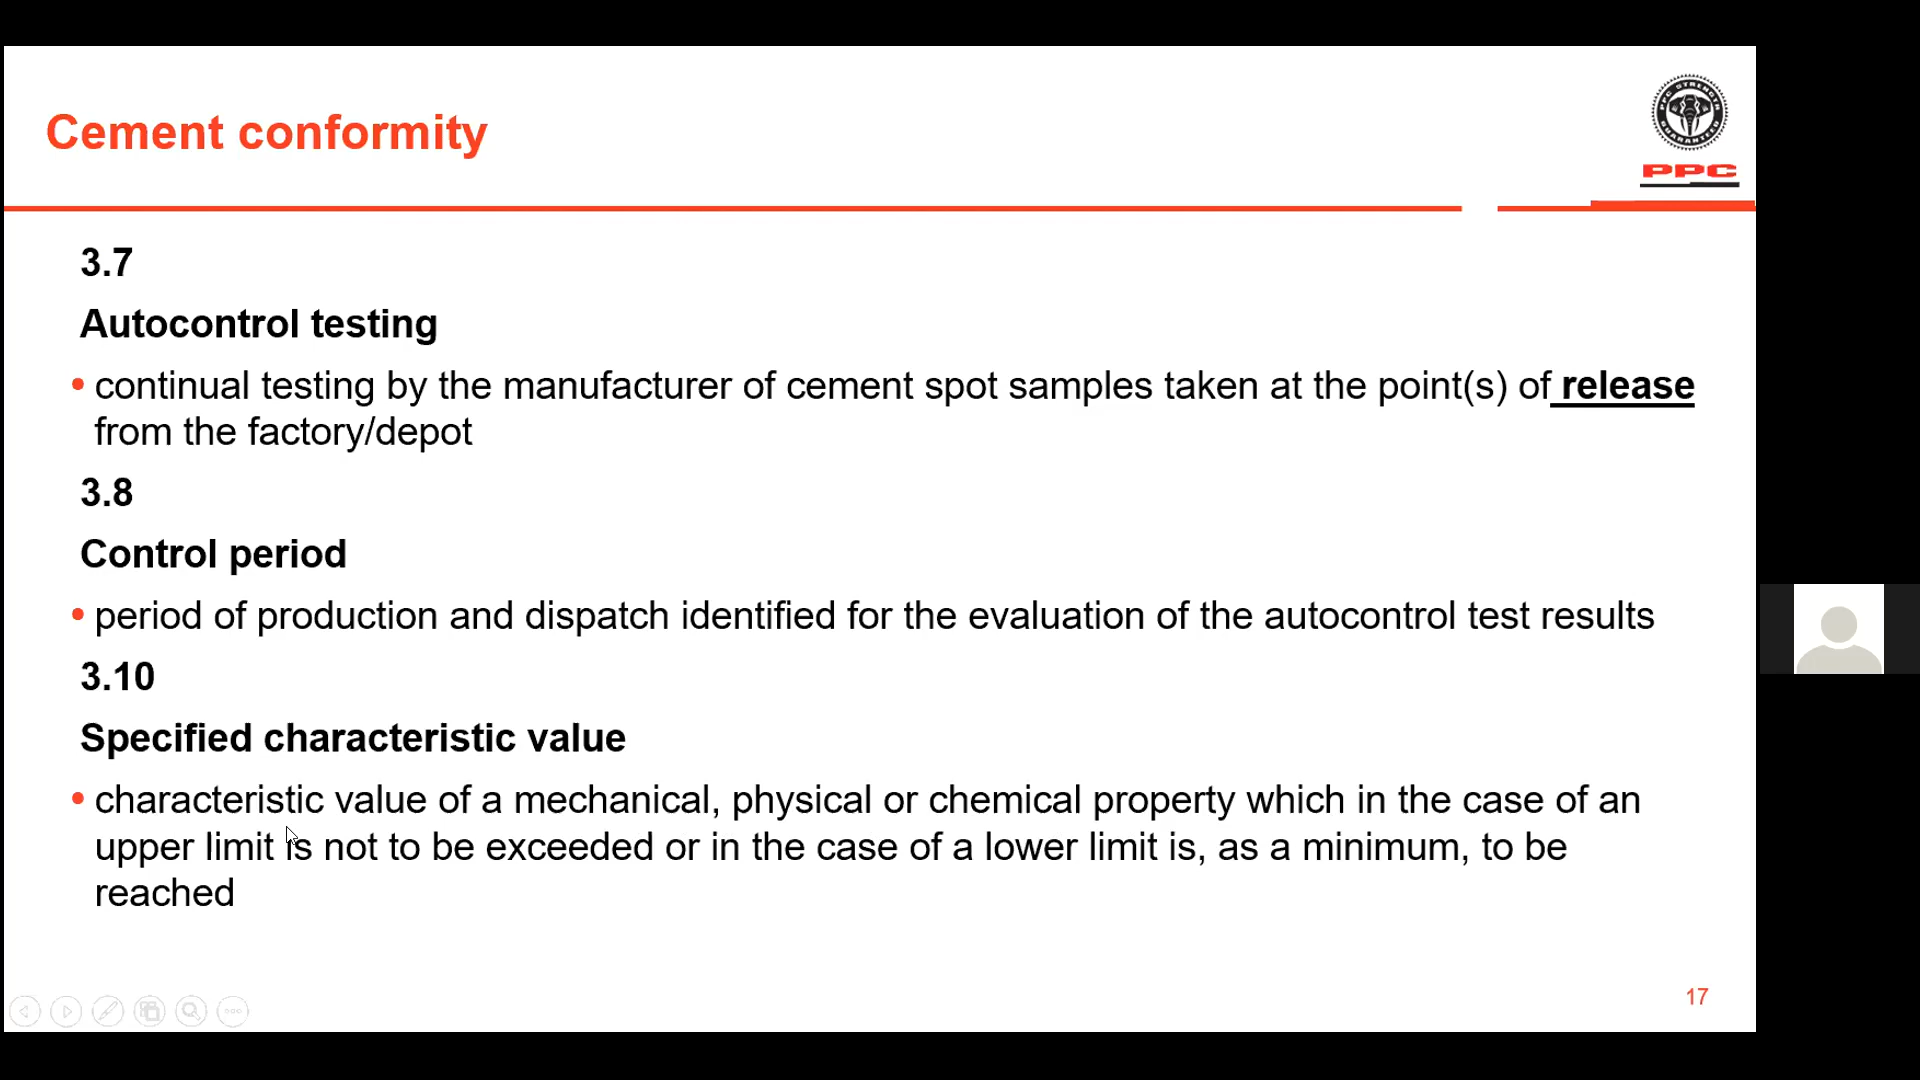 Cement conformity
PPC STRENGTH
GUARANTEED
PPC
3.7
Autocontrol testing
• continual testing by the manufacturer of cement spot samples taken at the point(s) of release
from the factory/depot
3.8
Control period
• period of production and dispatch identified for the evaluation of the autocontrol test results
3.10
Specified characteristic value
• characteristic value of a mechanical, physical or chemical property which in the case of an
upper limit is not to be exceeded or in the case of a lower limit is, as a minimum, to be
reached
17